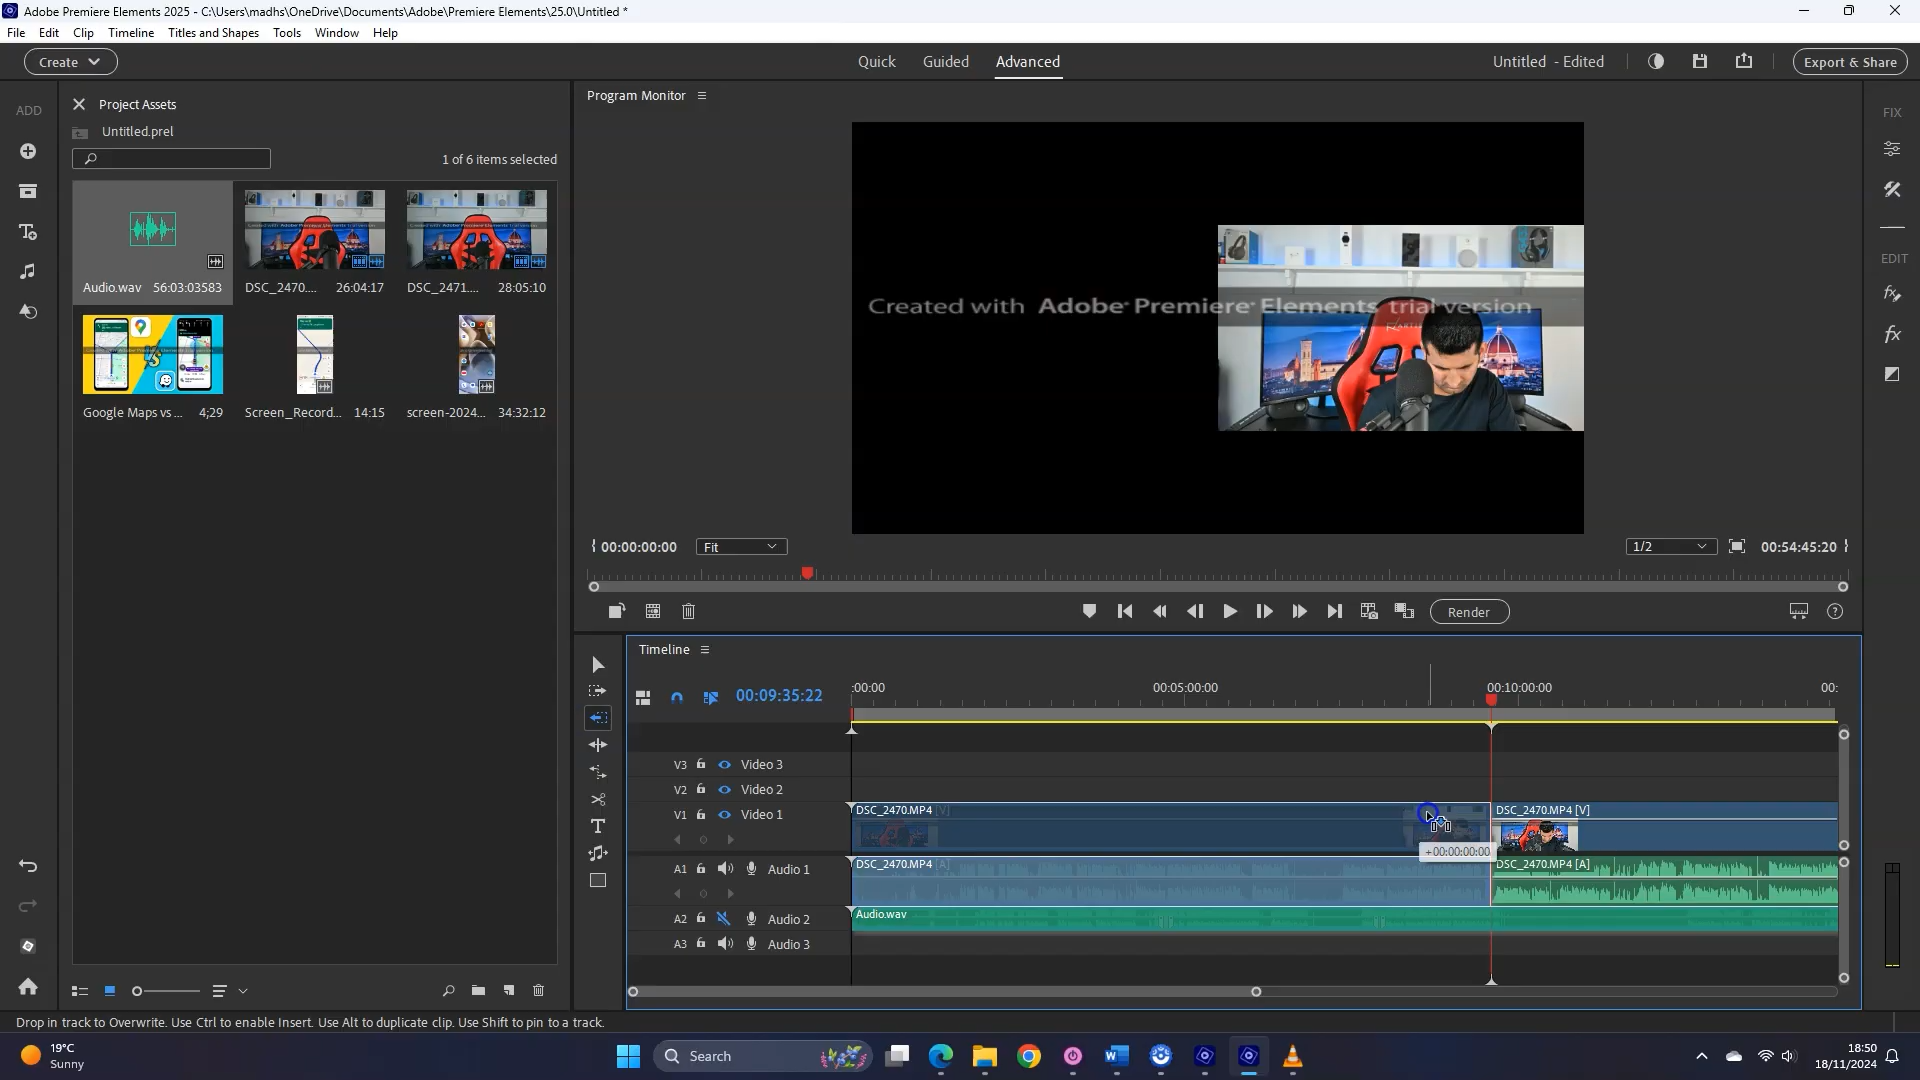 Adobe Premiere Elements 2025 - C:\Users\madhs\OneDrive\Documents\Adobe\Premiere Elements\25.0\Untitled *
File Edit Clip Timeline Titles and Shapes Tools Window Help
Create Quick Guided Advanced Untitled - Edited Export & Share
ADD Project Assets Program Monitor FIX
Untitled.prel
1 of 6 items selected
EDIT
Audio.wav 56:03:03583 DSC_2470.... 26:04:17 DSC_2471.... 28:05:10
Created with Adobe Premiere Elements trial version
Google Maps vs ... 4;29 Screen_Record... 14:15 screen-2024... 34:32:12
00:00:00:00 Fit 1/2 00:54:45:20
Render
Timeline
00:09:35:22 :00:00 00:05:00:00 00:10:00:00 00:
V3 Video 3
V2 Video 2
V1 Video 1 DSC_2470.MP4 [V] DSC_2470.MP4 [V]
+00:00:00:00
A1 Audio 1 DSC_2470.MP4 [A] DSC_2470.MP4 [A]
A2 Audio 2 Audio.wav
A3 Audio 3
Drop in track to Overwrite. Use Ctrl to enable Insert. Use Alt to duplicate clip. Use Shift to pin to a track.
19°C
Sunny
Search
18:50
18/11/2024